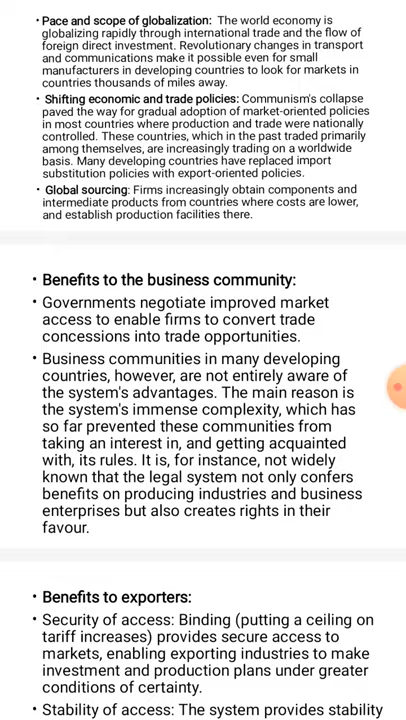 • Pace and scope of globalization: The world economy is
globalizing rapidly through international trade and the flow of
foreign direct investment. Revolutionary changes in transport
and communications make it possible even for small
manufacturers in developing countries to look for markets in
countries thousands of miles away.
• Shifting economic and trade policies: Communism's collapse
paved the way for gradual adoption of market-oriented policies
in most countries where production and trade were nationally
controlled. These countries, which in the past traded primarily
among themselves, are increasingly trading on a worldwide
basis. Many developing countries have replaced import
substitution policies with export-oriented policies.
• Global sourcing: Firms increasingly obtain components and
intermediate products from countries where costs are lower,
and establish production facilities there.
• Benefits to the business community:
• Governments negotiate improved market
access to enable firms to convert trade
concessions into trade opportunities.
• Business communities in many developing
countries, however, are not entirely aware of
the system's advantages. The main reason is
the system's immense complexity, which has
so far prevented these communities from
taking an interest in, and getting acquainted
with, its rules. It is, for instance, not widely
known that the legal system not only confers
benefits on producing industries and business
enterprises but also creates rights in their
favour.
• Benefits to exporters:
• Security of access: Binding (putting a ceiling on
tariff increases) provides secure access to
markets, enabling exporting industries to make
investment and production plans under greater
conditions of certainty.
• Stability of access: The system provides stability